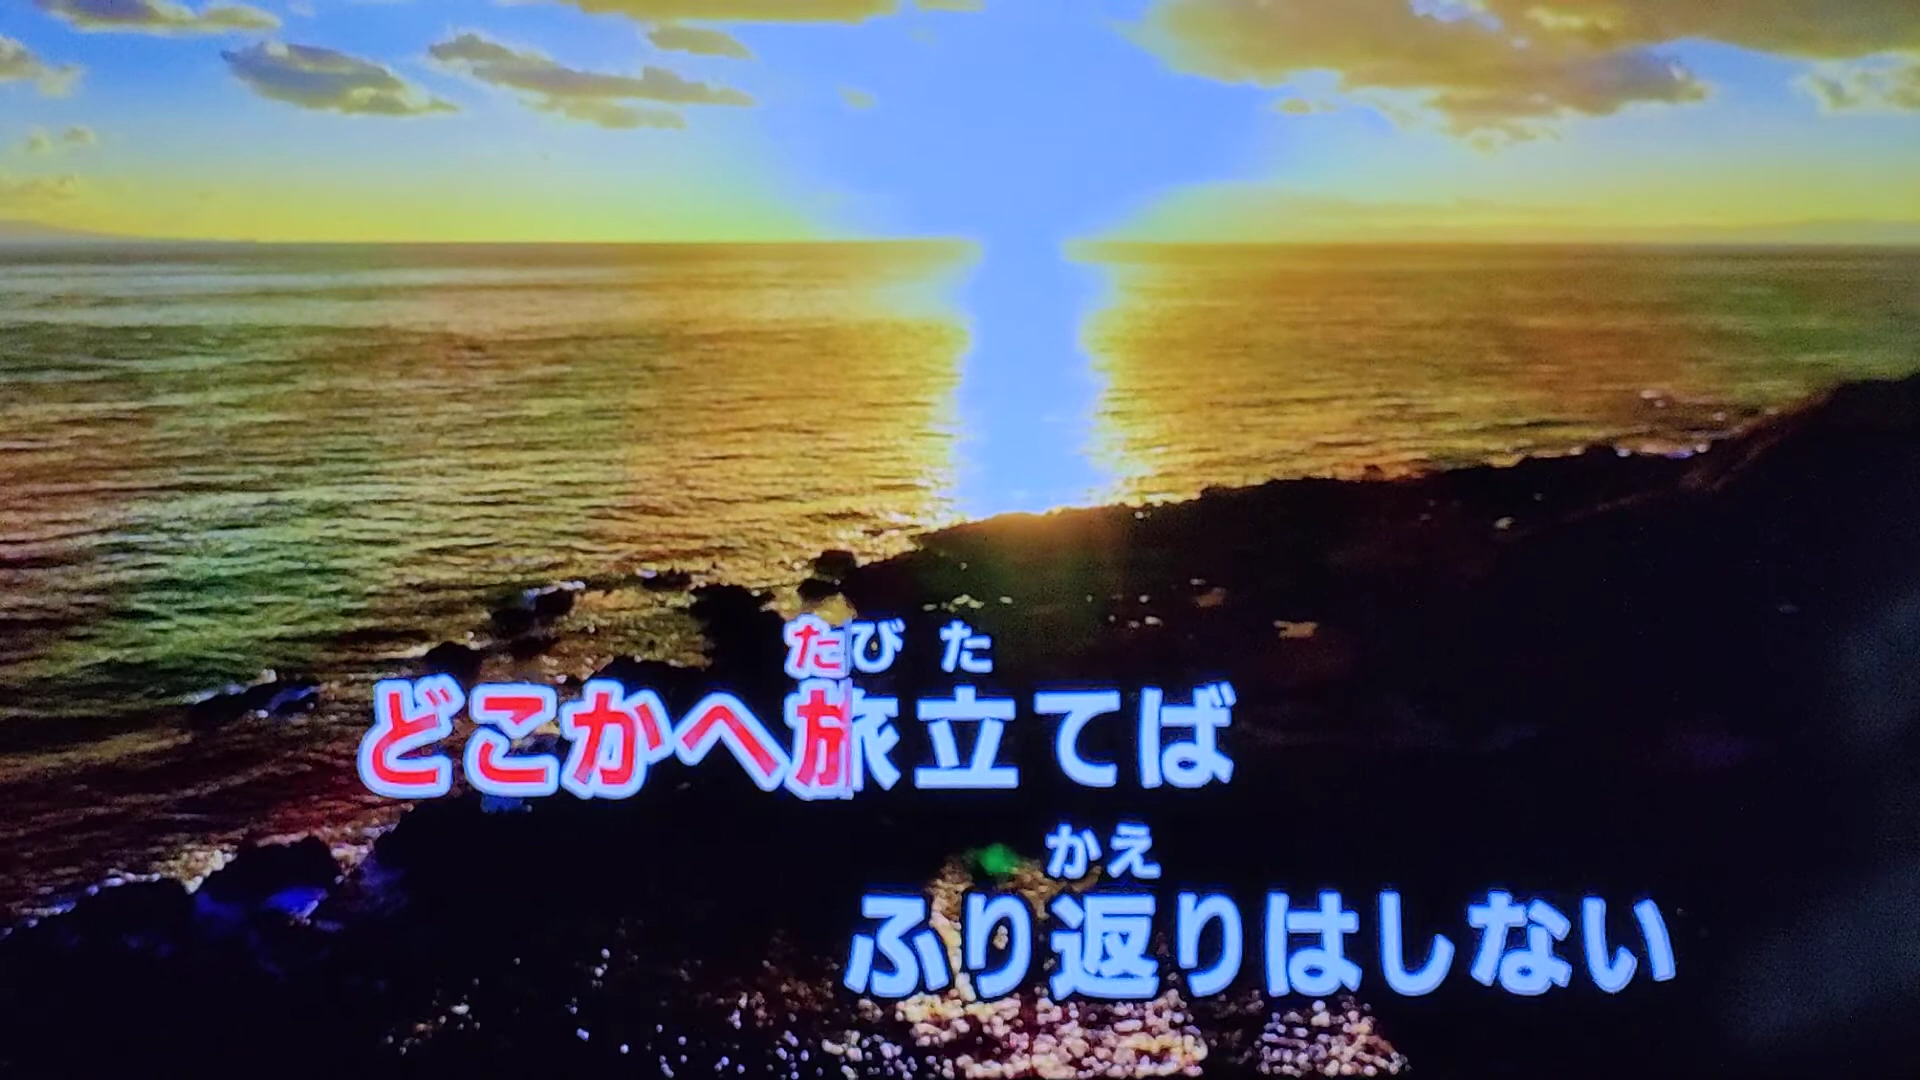 たび た
どこかへ旅立てば
かえ
ふり返りはしない